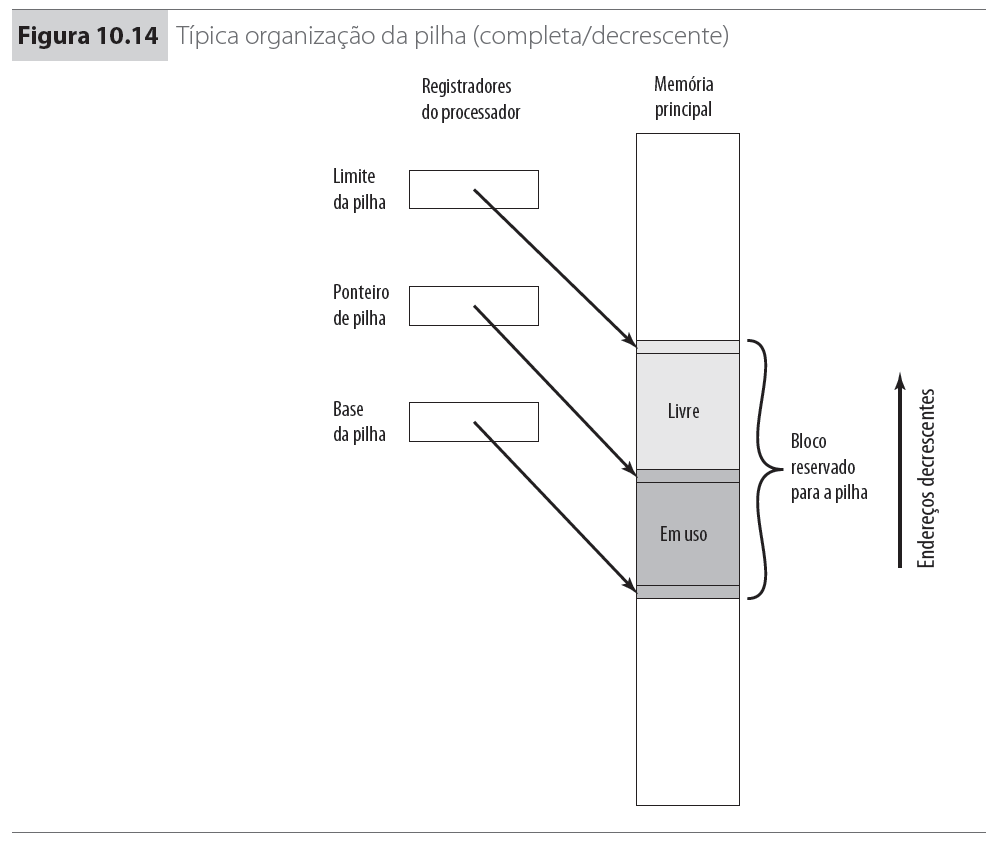 Figura 10.14 Típica organização da pilha (completa/decrescente)
Registradores
do processador
Memória
principal
Limite
da pilha
Ponteiro
de pilha
Base
da pilha
Livre
Em uso
Bloco
reservado
para a pilha
Endereços decrescentes